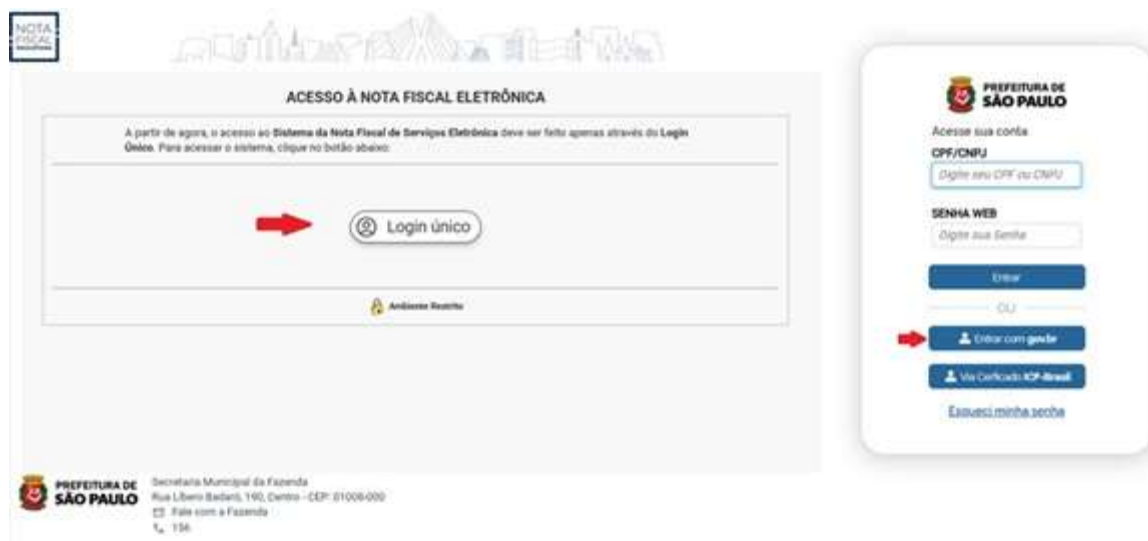 NOTA
FISCAL
ACESSO À NOTA FISCAL ELETRÔNICA
A partir de agora, o acesso ao Sistema da Nota Fiscal de Serviços Eletrônica deve ser feito apenas através do Login
Único. Para acessar o sistema, clique no botão abaixo:
Login único
Ambiente Restrito
PREFEITURA DE
SÃO PAULO
Secretaria Municipal da Fazenda
Rua Líbero Badaró, 190, Centro - CEP: 01008-000
Fale com a Fazenda
156
PREFEITURA DE
SÃO PAULO
Acesse sua conta
CPF/CNPJ
Digite seu CPF ou CNPJ
SENHA WEB
Digite sua Senha
Entrar
OU
Entrar com gov.br
Via Certificado ICP-Brasil
Esqueci minha senha